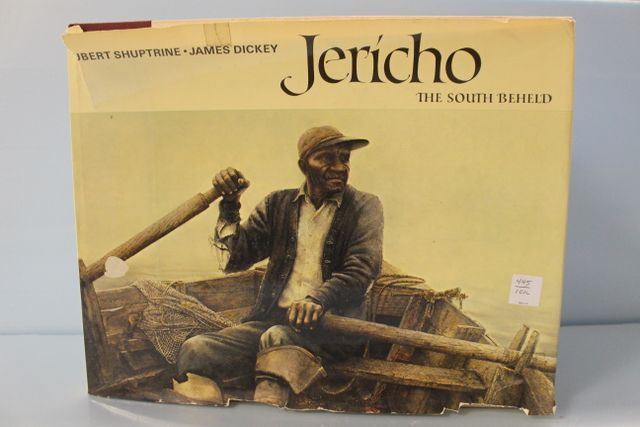 OBERT SHUPTRINE • JAMES DICKEY
Jericho
THE SOUTH BEHELD